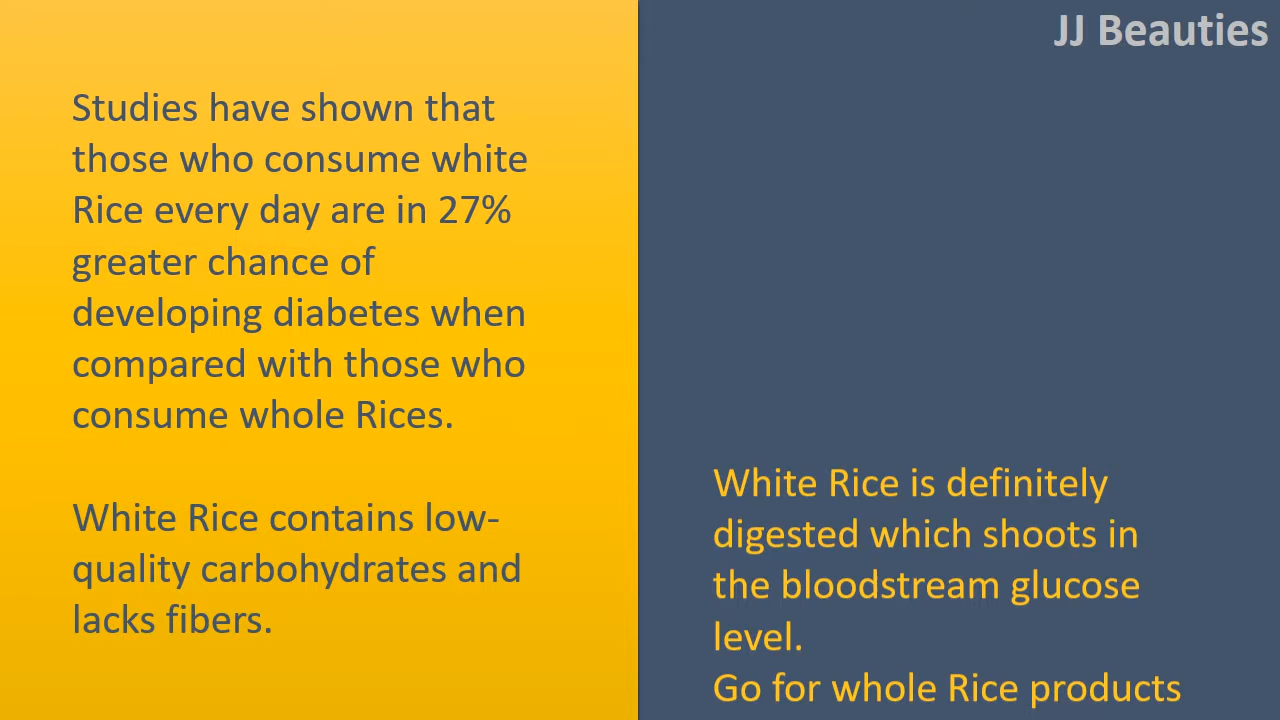 JJ Beauties
Studies have shown that
those who consume white
Rice every day are in 27%
greater chance of
developing diabetes when
compared with those who
consume whole Rices.
White Rice contains low-
quality carbohydrates and
lacks fibers.
White Rice is definitely
digested which shoots in
the bloodstream glucose
level.
Go for whole Rice products